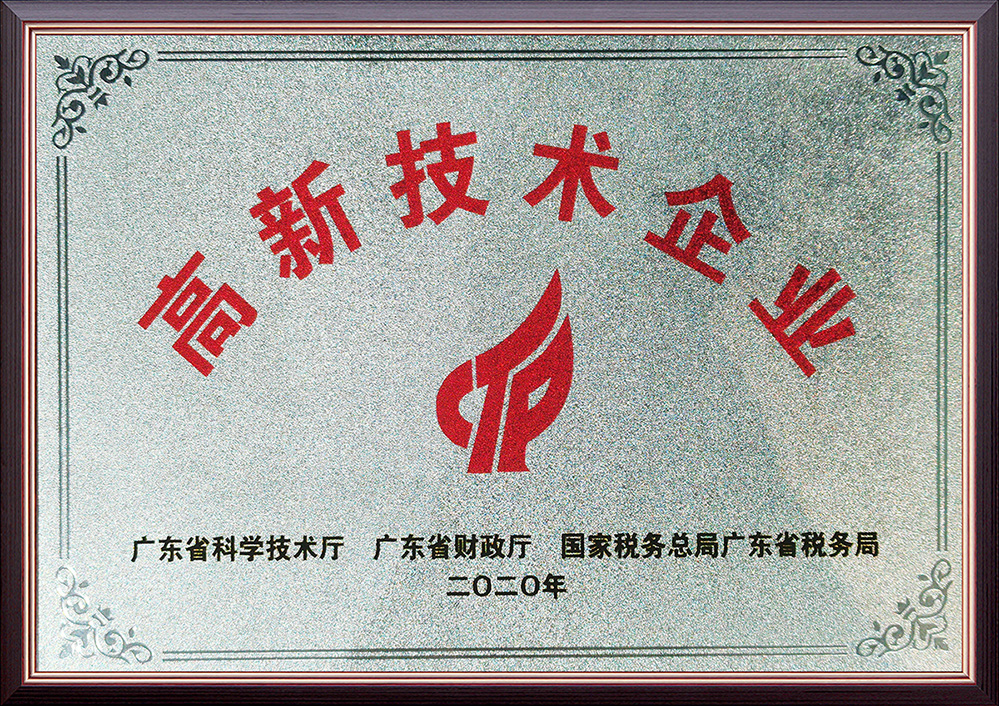 高新技术企业
广东省科学技术厅 广东省财政厅 国家税务总局广东省税务局
二〇二〇年